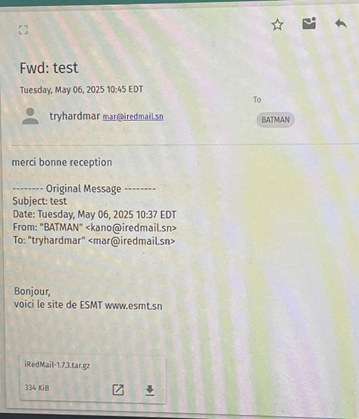 Fwd: test
Tuesday, May 06, 2025 10:45 EDT
To
tryhardmar mar@iredmail.sn
BATMAN
merci bonne reception
-------- Original Message --------
Subject: test
Date: Tuesday, May 06, 2025 10:37 EDT
From: "BATMAN" <kano@iredmail.sn>
To: "tryhardmar" <mar@iredmail.sn>
Bonjour,
voici le site de ESMT www.esmt.sn
iRedMail-1.7.3.tar.gz
334 KiB